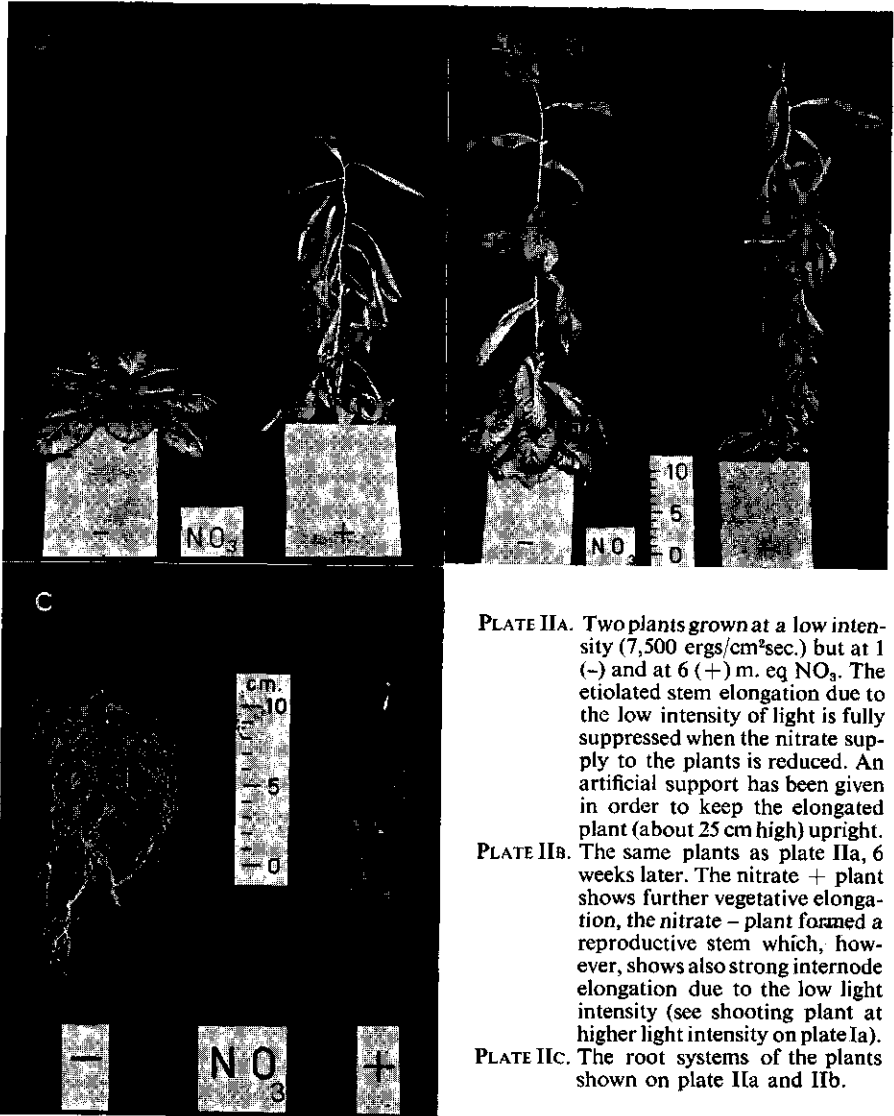 − NO₃ +
− NO₃
10
5
0
+
C
cm.
10
5
0
− NO₃ +
PLATE IIA. Two plants grown at a low inten-
sity (7,500 ergs/cm²sec.) but at 1
(-) and at 6 (+) m. eq NO₃. The
etiolated stem elongation due to
the low intensity of light is fully
suppressed when the nitrate sup-
ply to the plants is reduced. An
artificial support has been given
in order to keep the elongated
plant (about 25 cm high) upright.
PLATE IIB. The same plants as plate IIa, 6
weeks later. The nitrate + plant
shows further vegetative elonga-
tion, the nitrate – plant formed a
reproductive stem which, how-
ever, shows also strong internode
elongation due to the low light
intensity (see shooting plant at
higher light intensity on plate Ia).
PLATE IIC. The root systems of the plants
shown on plate IIa and IIb.